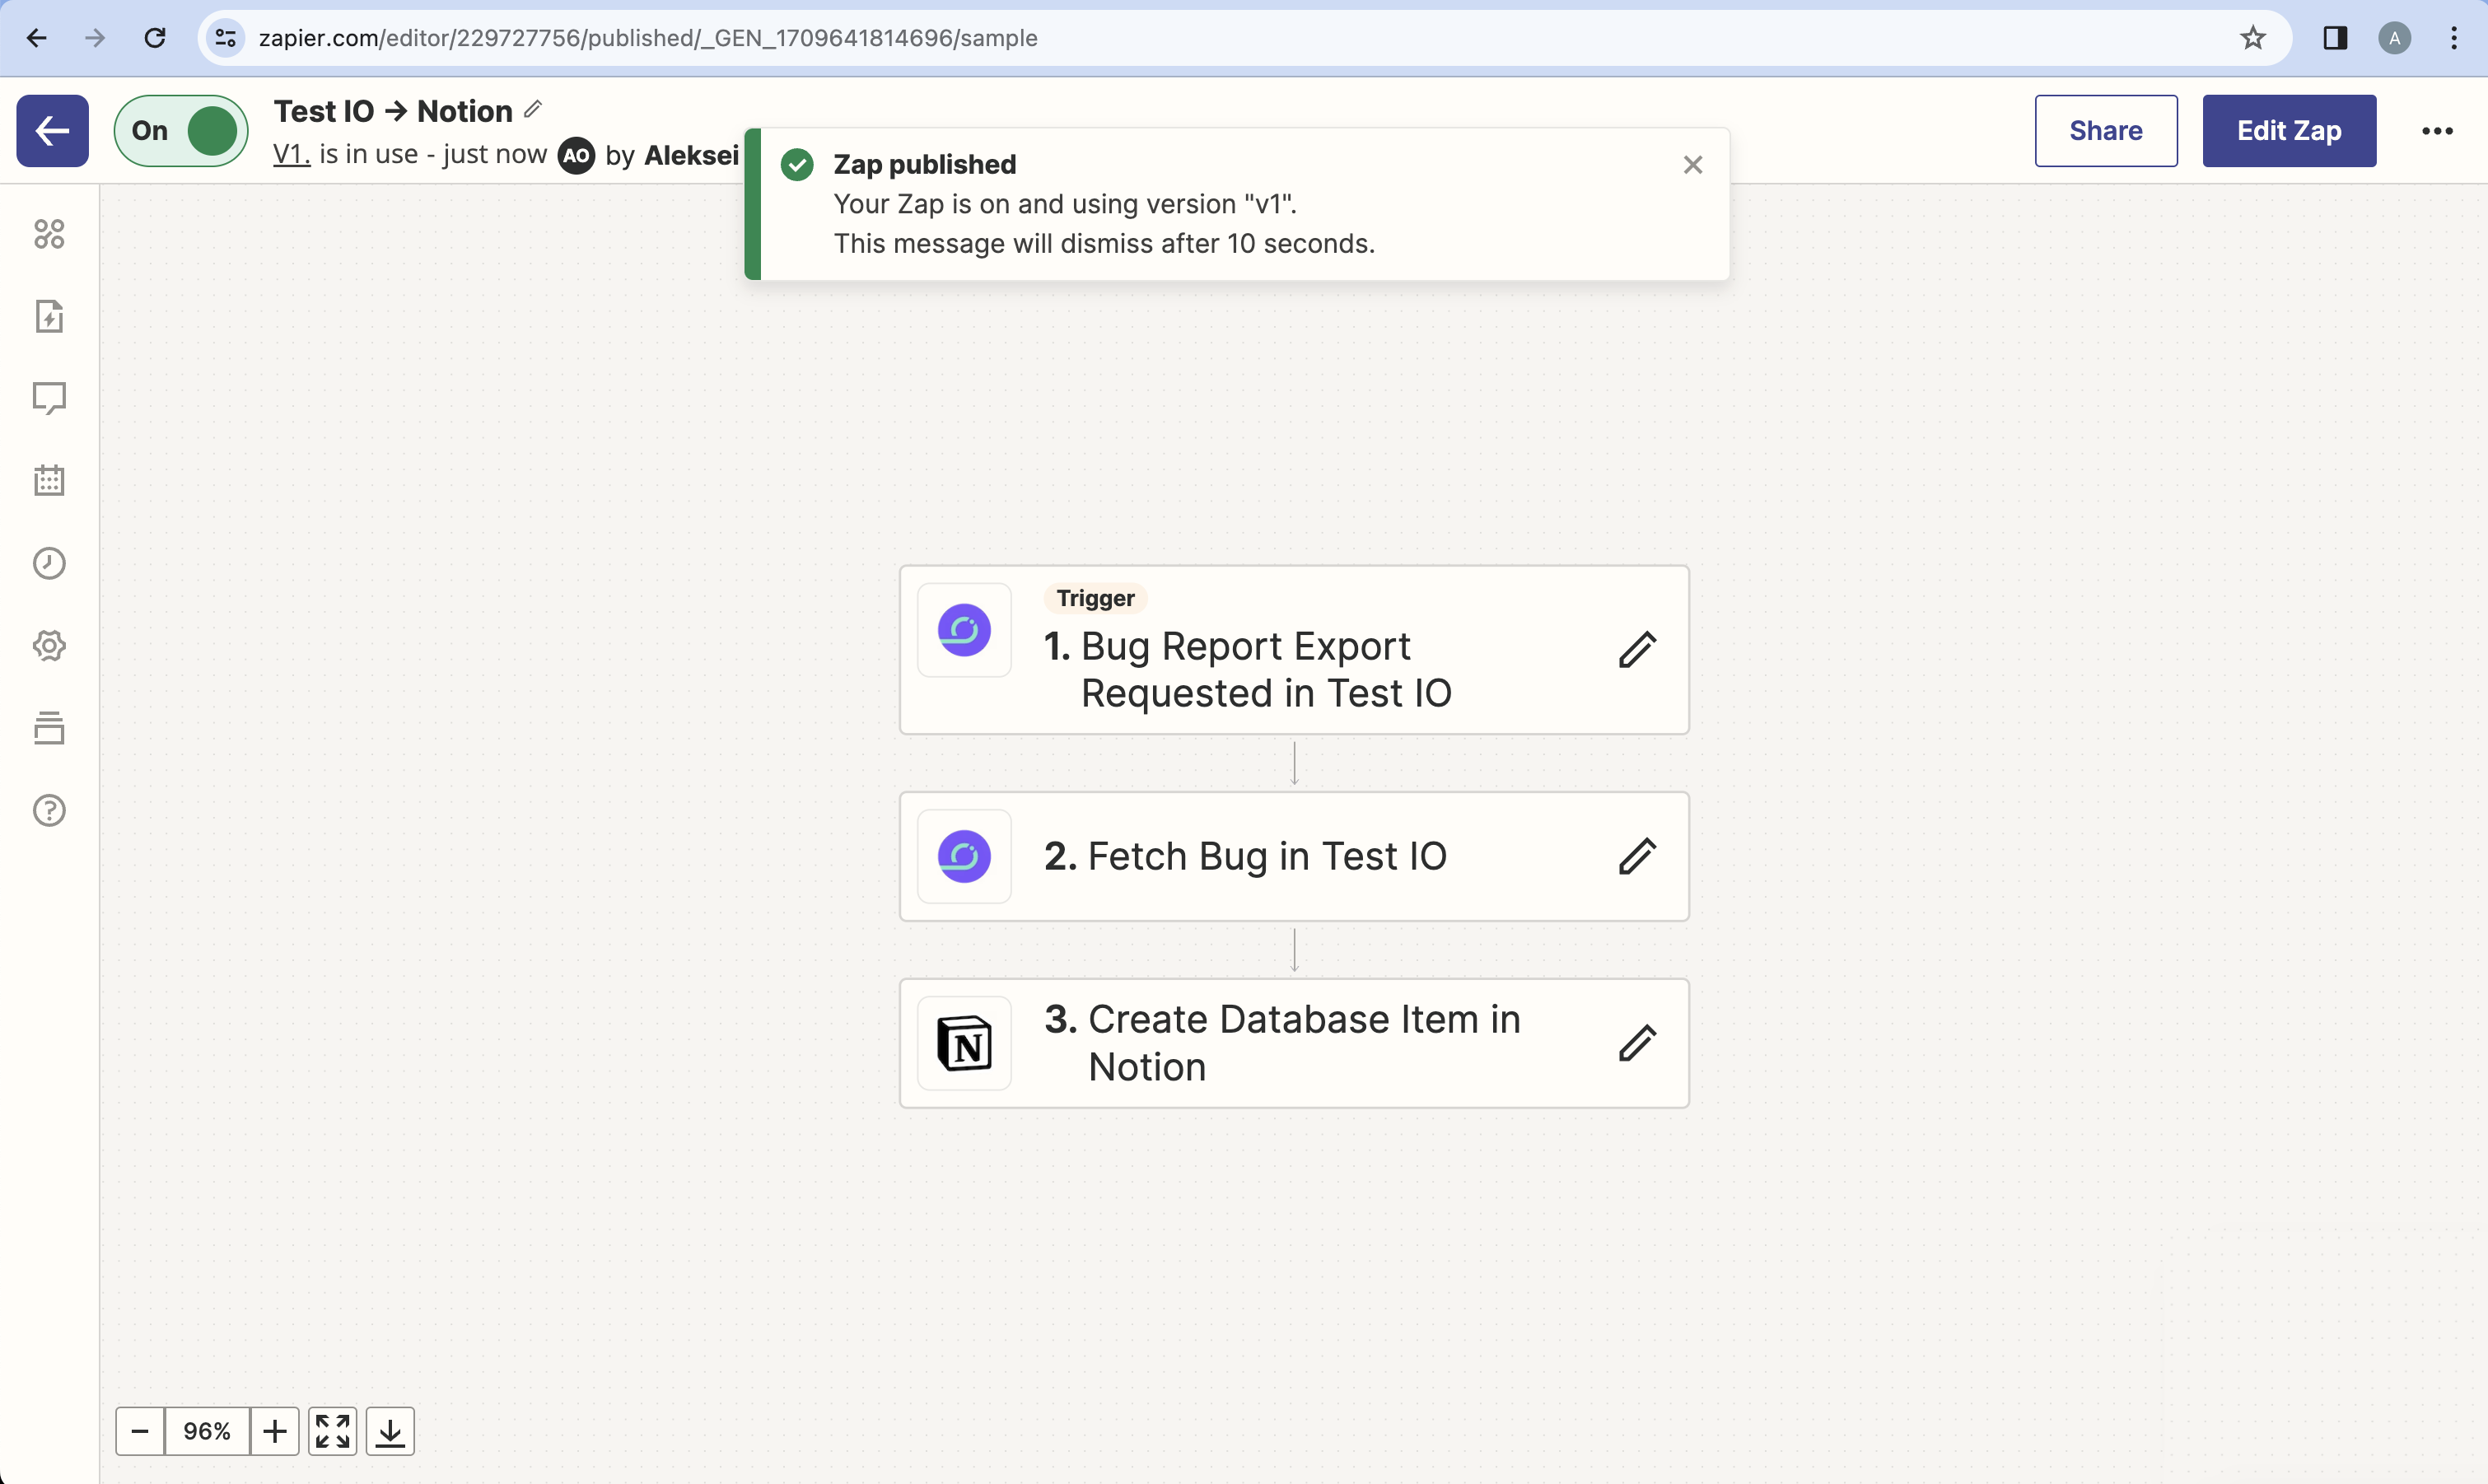 zapier.com/editor/229727756/published/_GEN_1709641814696/sample
A
On
Test IO → Notion
V1. is in use - just now AO by Aleksei
Zap published
Your Zap is on and using version "v1".
This message will dismiss after 10 seconds.
Share
Edit Zap
Trigger
1. Bug Report Export
Requested in Test IO
2. Fetch Bug in Test IO
N
3. Create Database Item in
Notion
96%